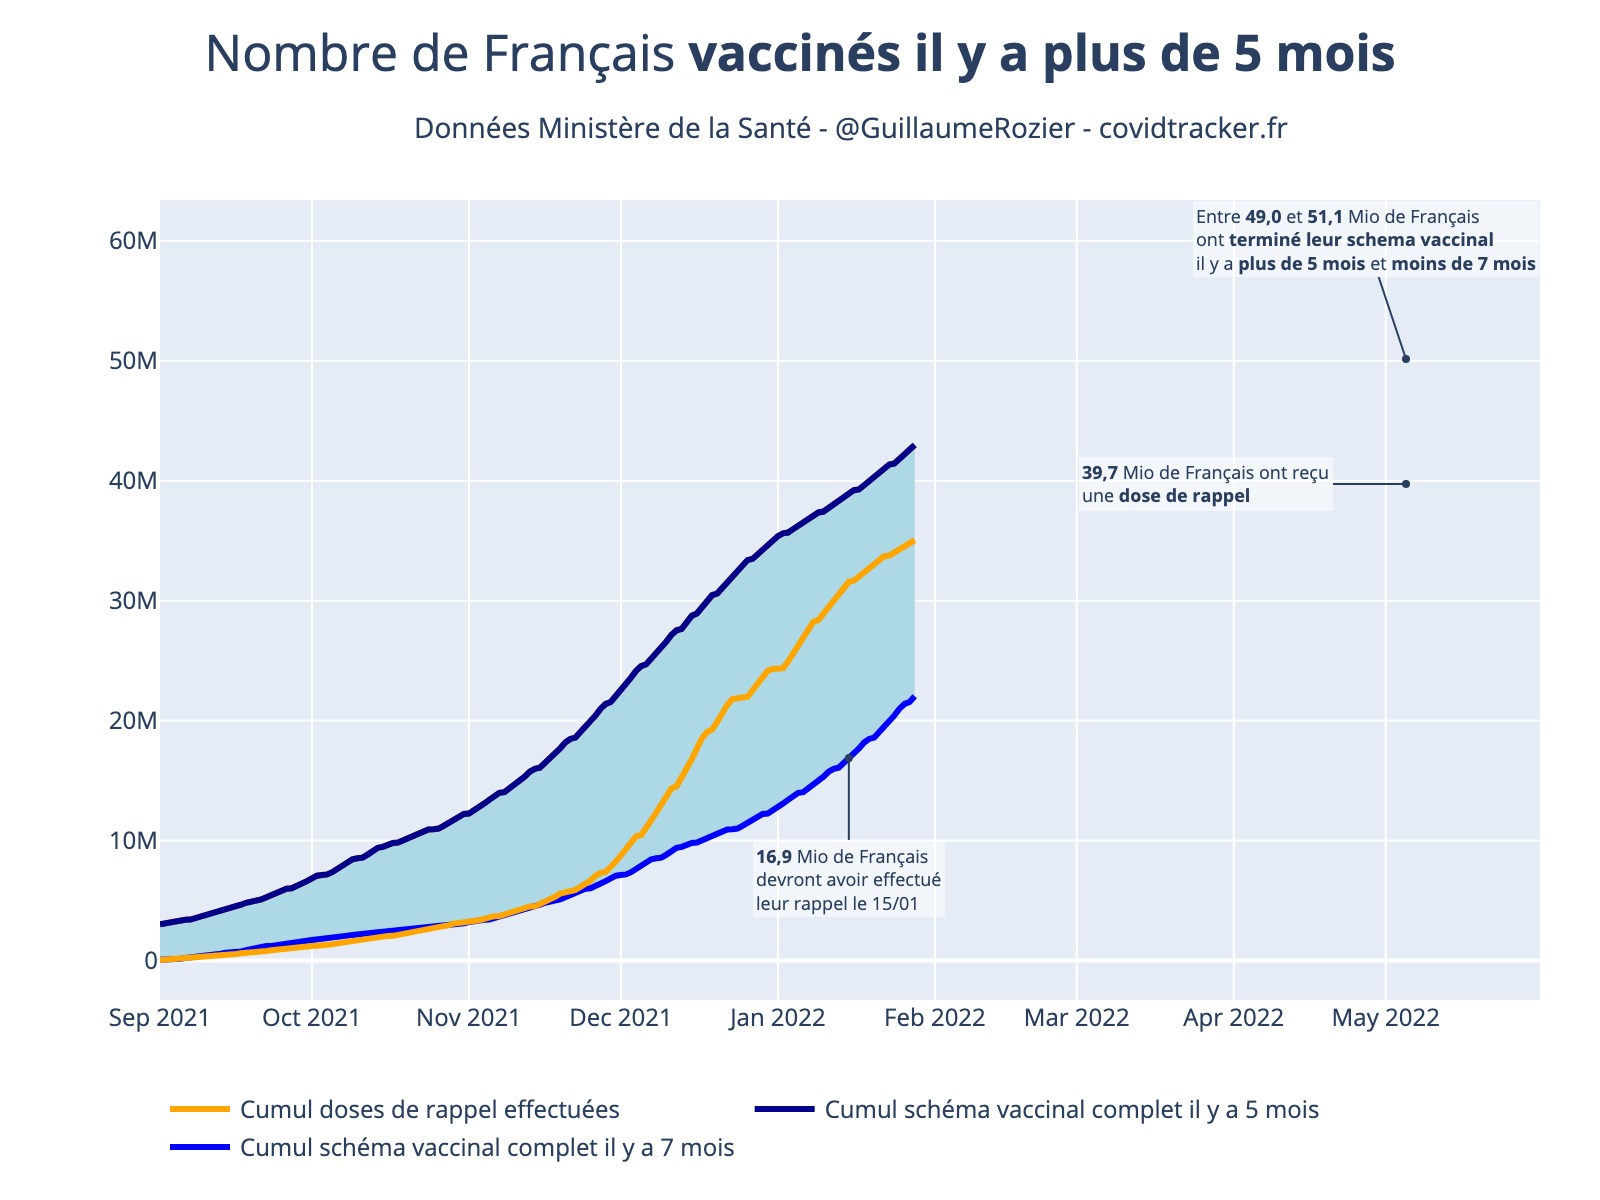 Nombre de Français vaccinés il y a plus de 5 mois
Données Ministère de la Santé - @GuillaumeRozier - covidtracker.fr
Entre 49,0 et 51,1 Mio de Français
ont terminé leur schema vaccinal
il y a plus de 5 mois et moins de 7 mois
39,7 Mio de Français ont reçu
une dose de rappel
16,9 Mio de Français
devront avoir effectué
leur rappel le 15/01
60M
50M
40M
30M
20M
10M
0
Sep 2021
Oct 2021
Nov 2021
Dec 2021
Jan 2022
Feb 2022
Mar 2022
Apr 2022
May 2022
Cumul doses de rappel effectuées
Cumul schéma vaccinal complet il y a 5 mois
Cumul schéma vaccinal complet il y a 7 mois